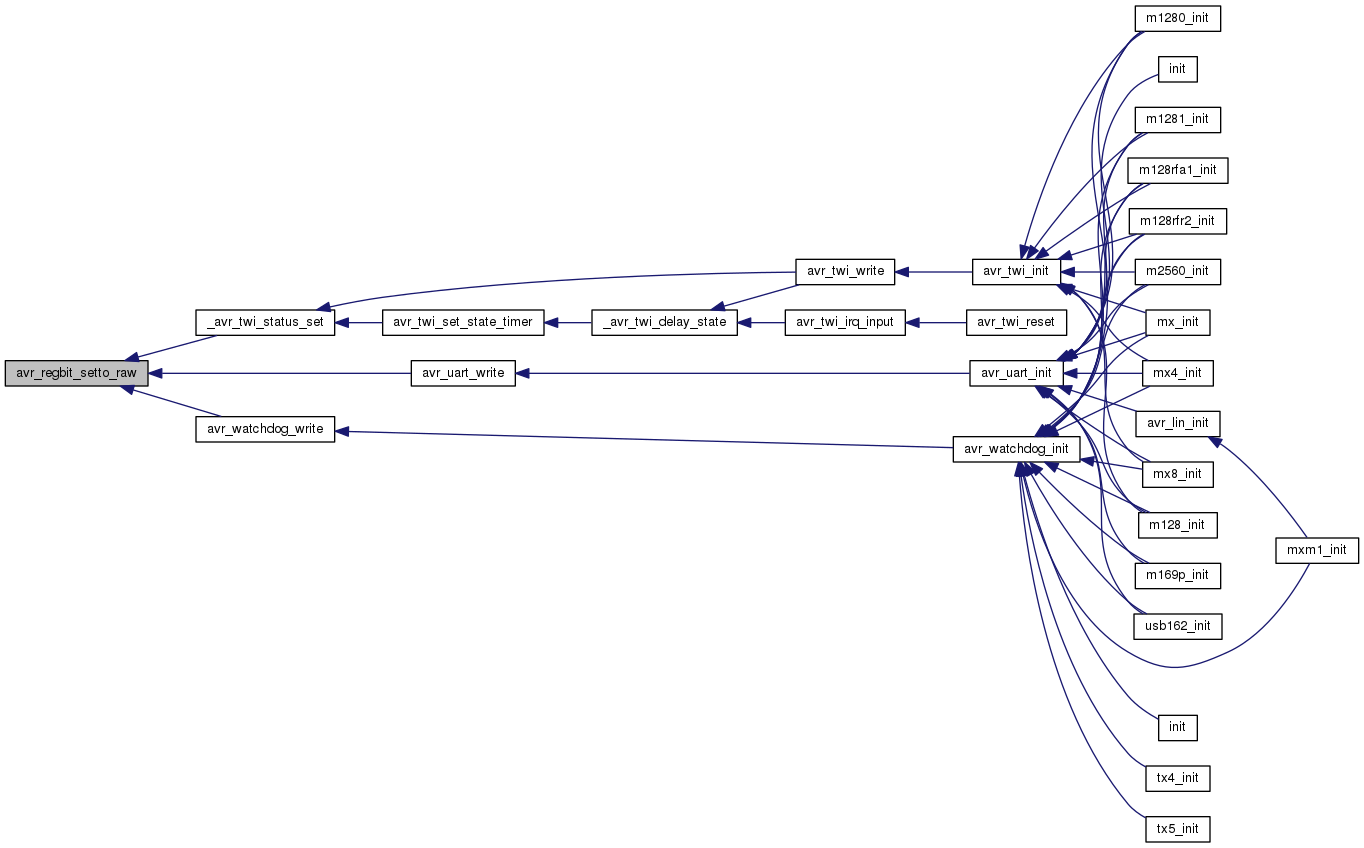 m1280_init
init
m1281_init
m128rfa1_init
m128rfr2_init
avr_twi_write
avr_twi_init
m2560_init
_avr_twi_status_set
avr_twi_set_state_timer
_avr_twi_delay_state
avr_twi_irq_input
avr_twi_reset
mx_init
avr_regbit_setto_raw
avr_uart_write
avr_uart_init
mx4_init
avr_watchdog_write
avr_lin_init
avr_watchdog_init
mx8_init
m128_init
mxm1_init
m169p_init
usb162_init
init
tx4_init
tx5_init